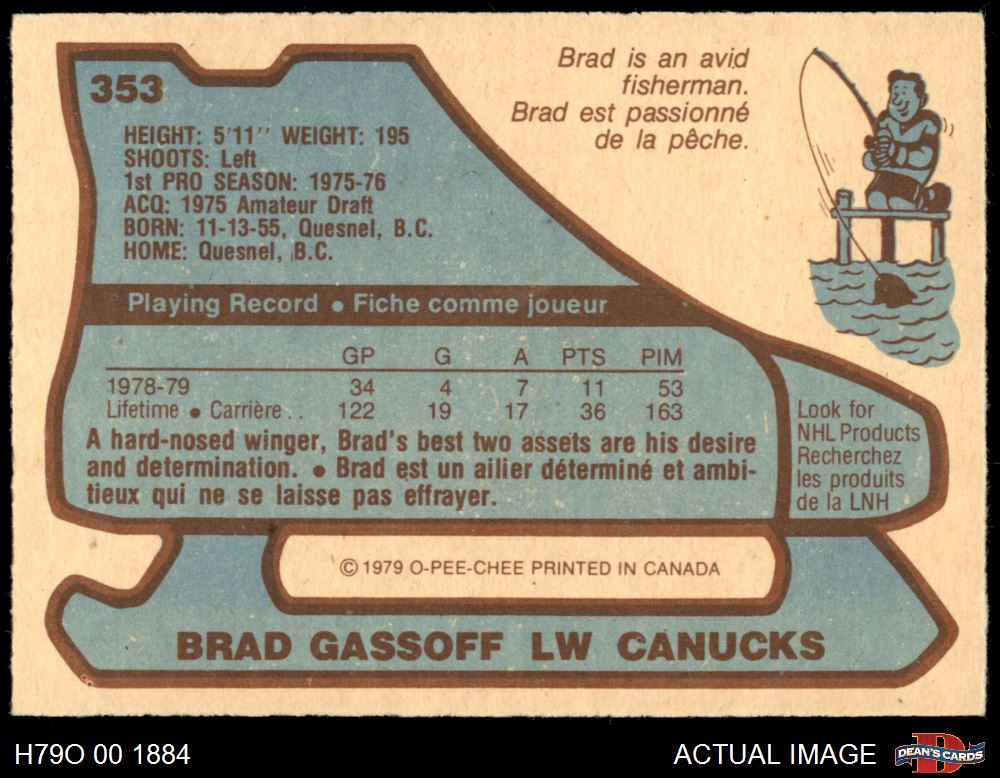 353
Brad is an avid
fisherman.
Brad est passionné
de la pêche.
HEIGHT: 5'11" WEIGHT: 195
SHOOTS: Left
1st PRO SEASON: 1975-76
ACQ: 1975 Amateur Draft
BORN: 11-13-55, Quesnel, B.C.
HOME: Quesnel, B.C.
Playing Record ● Fiche comme joueur
GP G A PTS PIM
1978-79 34 4 7 11 53
Lifetime ● Carrière . . 122 19 17 36 163
A hard-nosed winger, Brad's best two assets are his desire
and determination. ● Brad est un ailier déterminé et ambi-
tieux qui ne se laisse pas effrayer.
Look for
NHL Products
Recherchez
les produits
de la LNH
© 1979 O-PEE-CHEE PRINTED IN CANADA
BRAD GASSOFF LW CANUCKS
H79O 00 1884
ACTUAL IMAGE
D
DEAN'S CARDS